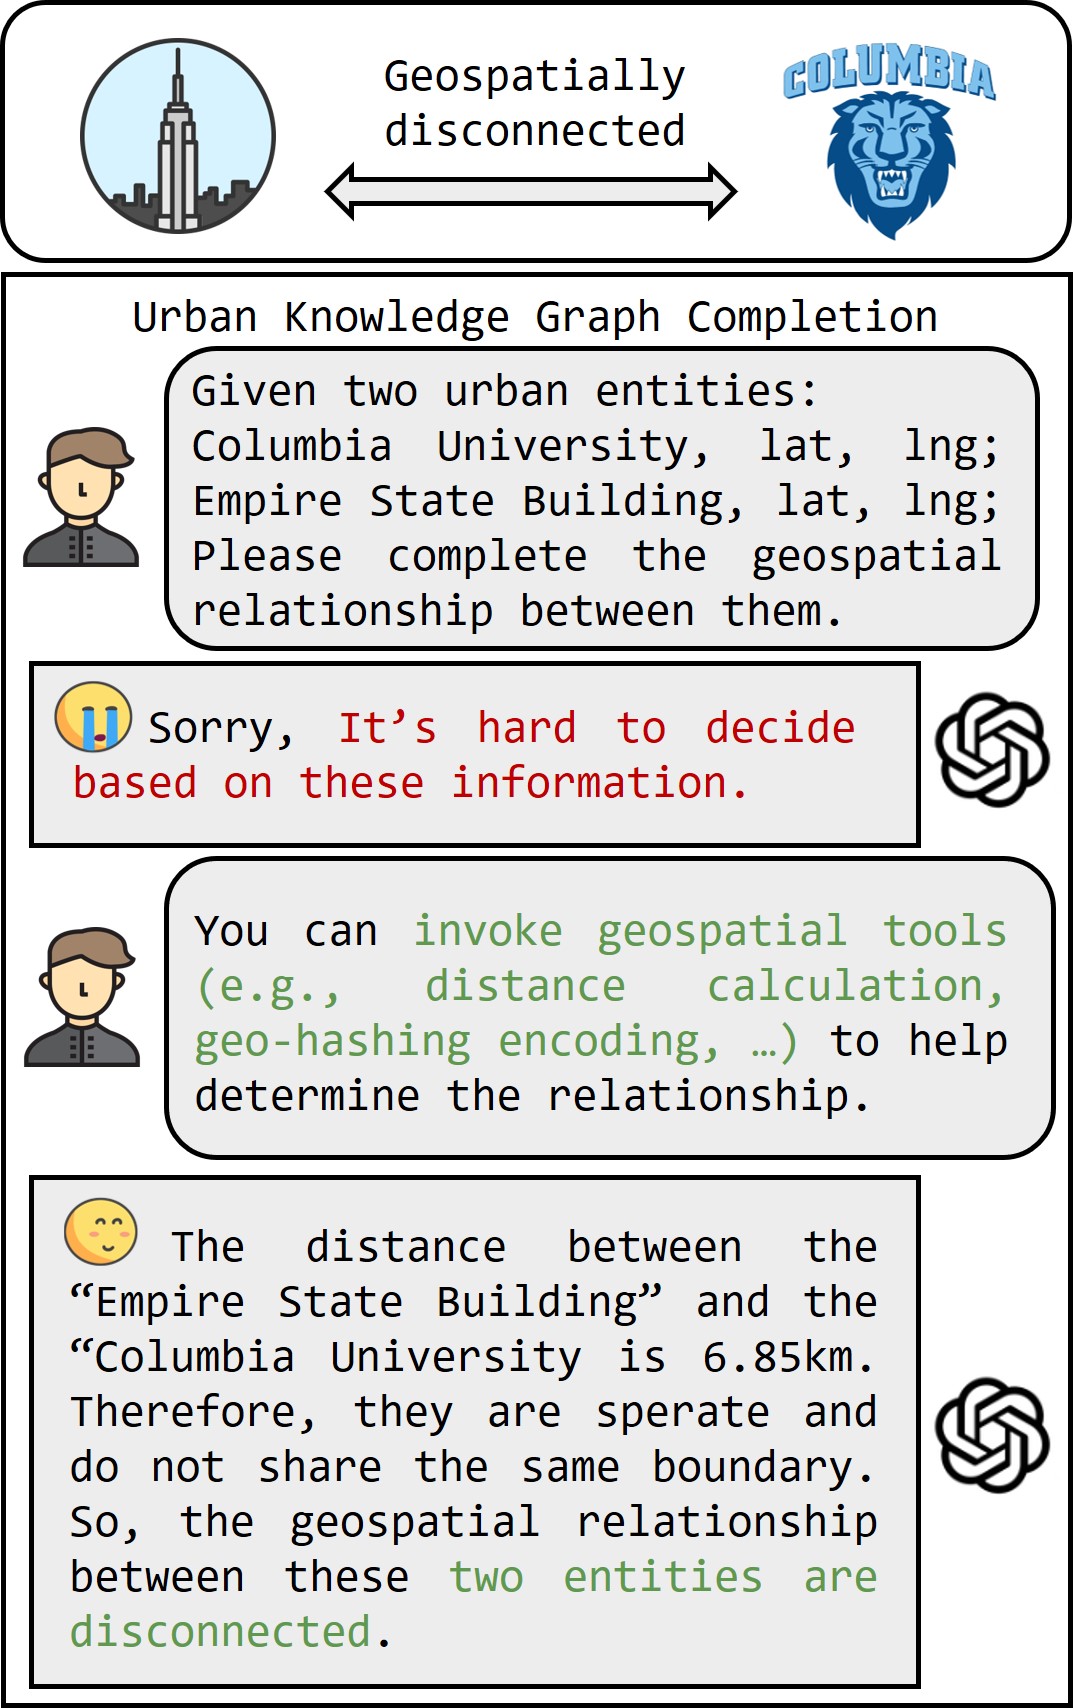 Geospatially
disconnected
COLUMBIA
Urban Knowledge Graph Completion
Given two urban entities:
Columbia University, lat, lng;
Empire State Building, lat, lng;
Please complete the geospatial
relationship between them.
Sorry, It’s hard to decide
based on these information.
You can invoke geospatial tools
(e.g., distance calculation,
geo-hashing encoding, …) to help
determine the relationship.
The distance between the
“Empire State Building” and the
“Columbia University is 6.85km.
Therefore, they are sperate and
do not share the same boundary.
So, the geospatial relationship
between these two entities are
disconnected.